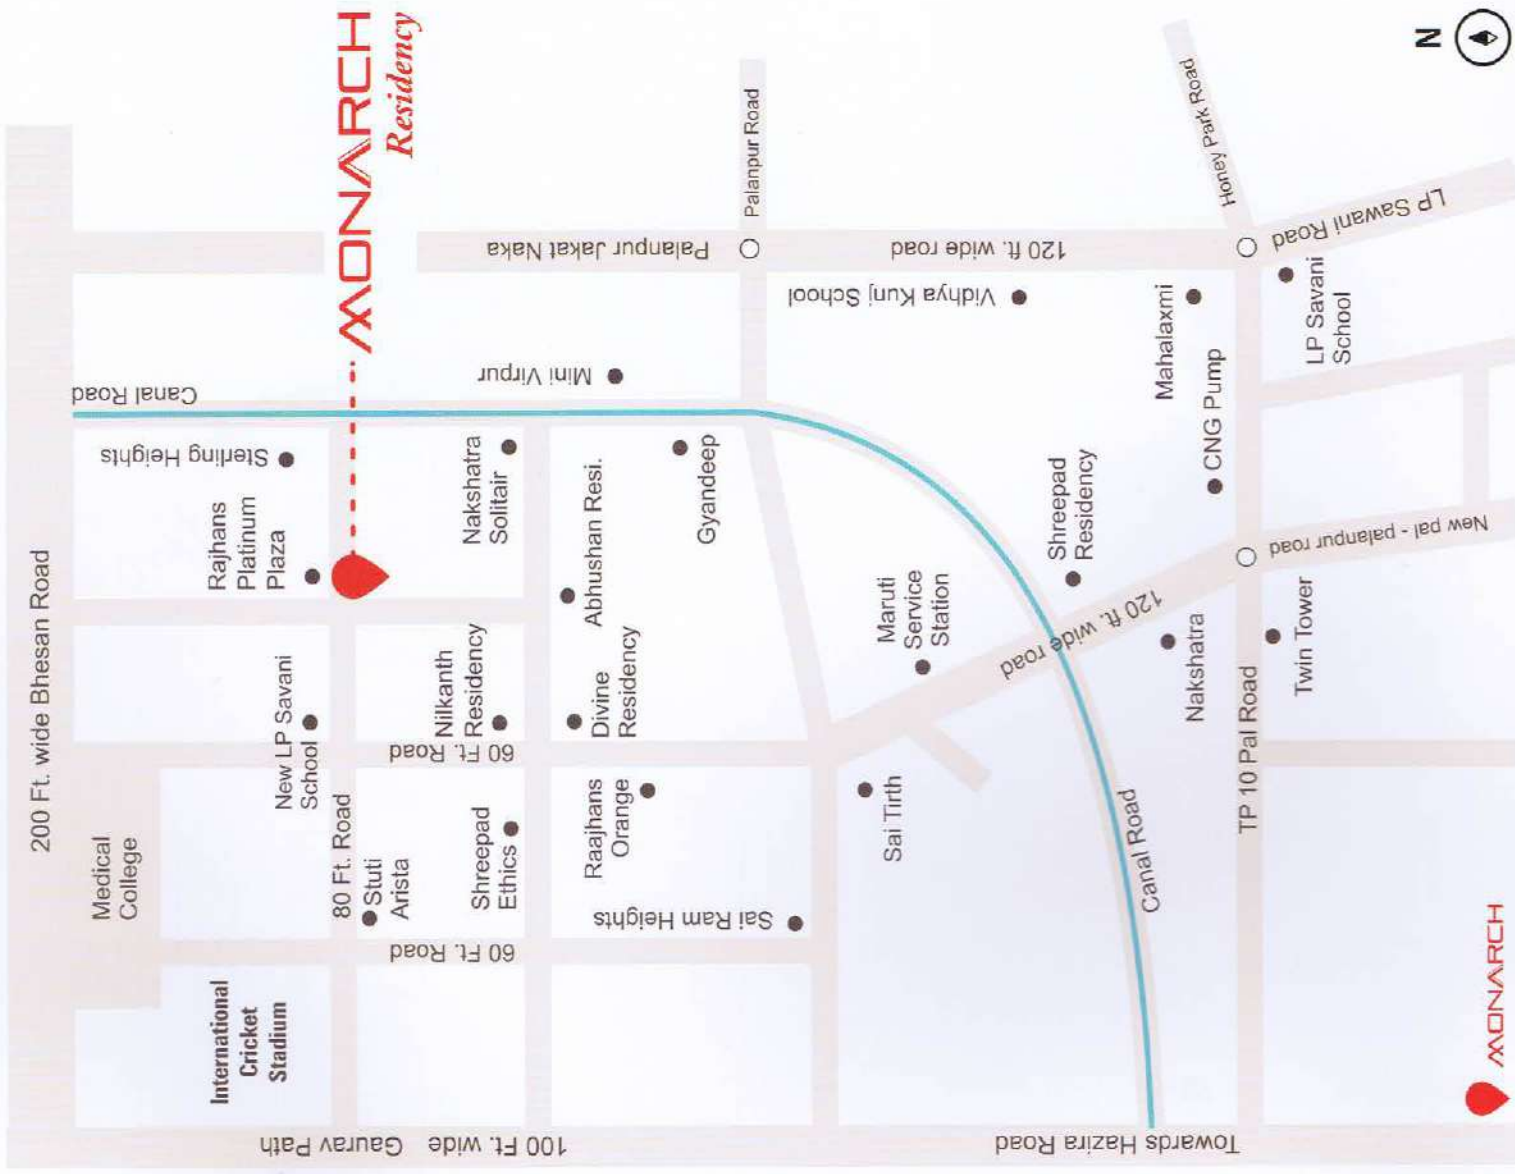 200 Ft. wide Bhesan Road
Medical
College
Canal Road
Sterling Heights
Rajhans
Platinum
Plaza
International
Cricket
Stadium
New LP Savani
School
80 Ft. Road
MONARCH
Residency
Stuti
Arista
100 Ft. wide Gaurav Path
60 Ft. Road
60 Ft. Road
Nilkanth
Residency
Shreepad
Ethics
Nakshatra
Solitair
Mini Virpur
Palanpur Jakat Naka
Abhushan Resi.
Divine
Residency
Raajhans
Orange
Sai Ram Heights
Gyandeep
Palanpur Road
Vidhya Kunj School
120 ft. wide road
Maruti
Service
Station
Sai Tirth
120 ft. wide road
Shreepad
Residency
Canal Road
Towards Hazira Road
Mahalaxmi
Nakshatra
CNG Pump
Honey Park Road
TP 10 Pal Road
Twin Tower
New pal - palanpur road
LP Savani
School
LP Sawani Road
N
MONARCH